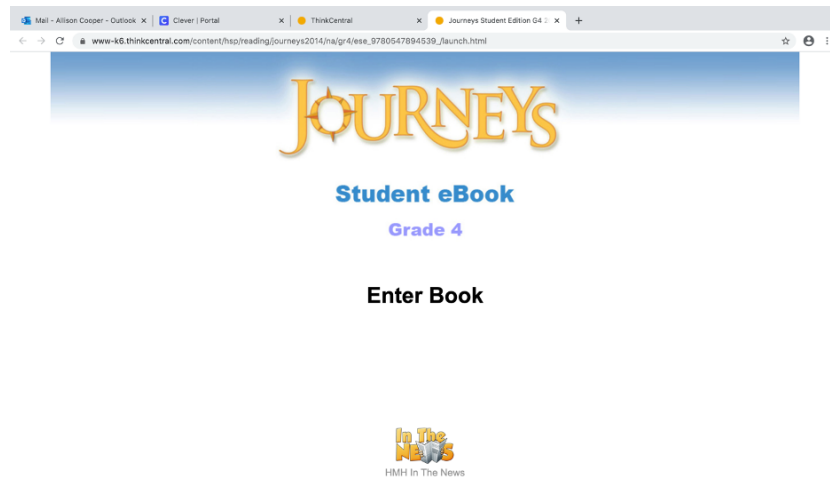 Mail - Allison Cooper - Outlook
Clever | Portal
ThinkCentral
Journeys Student Edition G4 2
www-k6.thinkcentral.com/content/hsp/reading/journeys2014/na/gr4/ese_9780547894539_/launch.html
JOURNEYS
Student eBook
Grade 4
Enter Book
In The
NEWS
HMH In The News